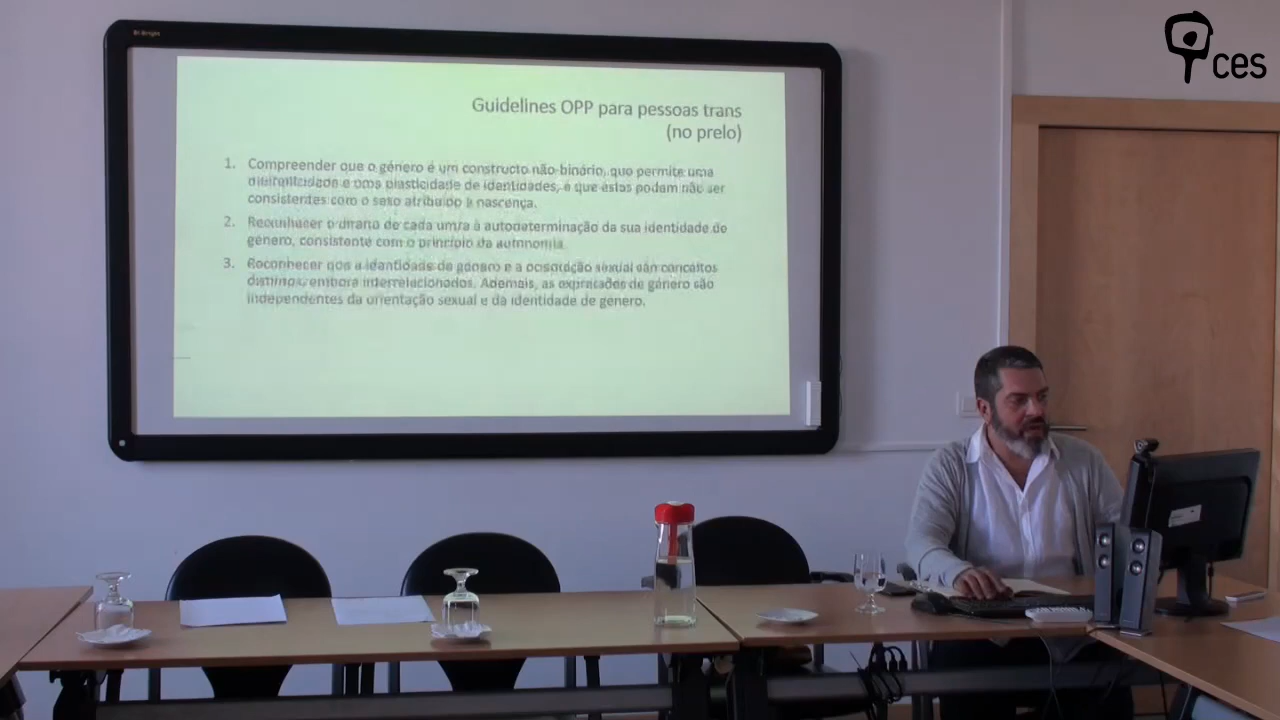 ces
Guidelines OPP para pessoas trans
(no prelo)
1. Compreender que o género é um constructo não-binário, que permite uma
e uma plasticidade de identidades, e que estas podem não ser
consistentes com o sexo atribuído à nascença.
2. Reconhecer o direito de cada um/a à autodeterminação da sua identidade de
género, consistente com o princípio da autonomia.
3. Reconhecer que a identidade de género e a orientação sexual são conceitos
distintos, embora interrelacionados. Ademais, as expressões de género são
independentes da orientação sexual e da identidade de género.